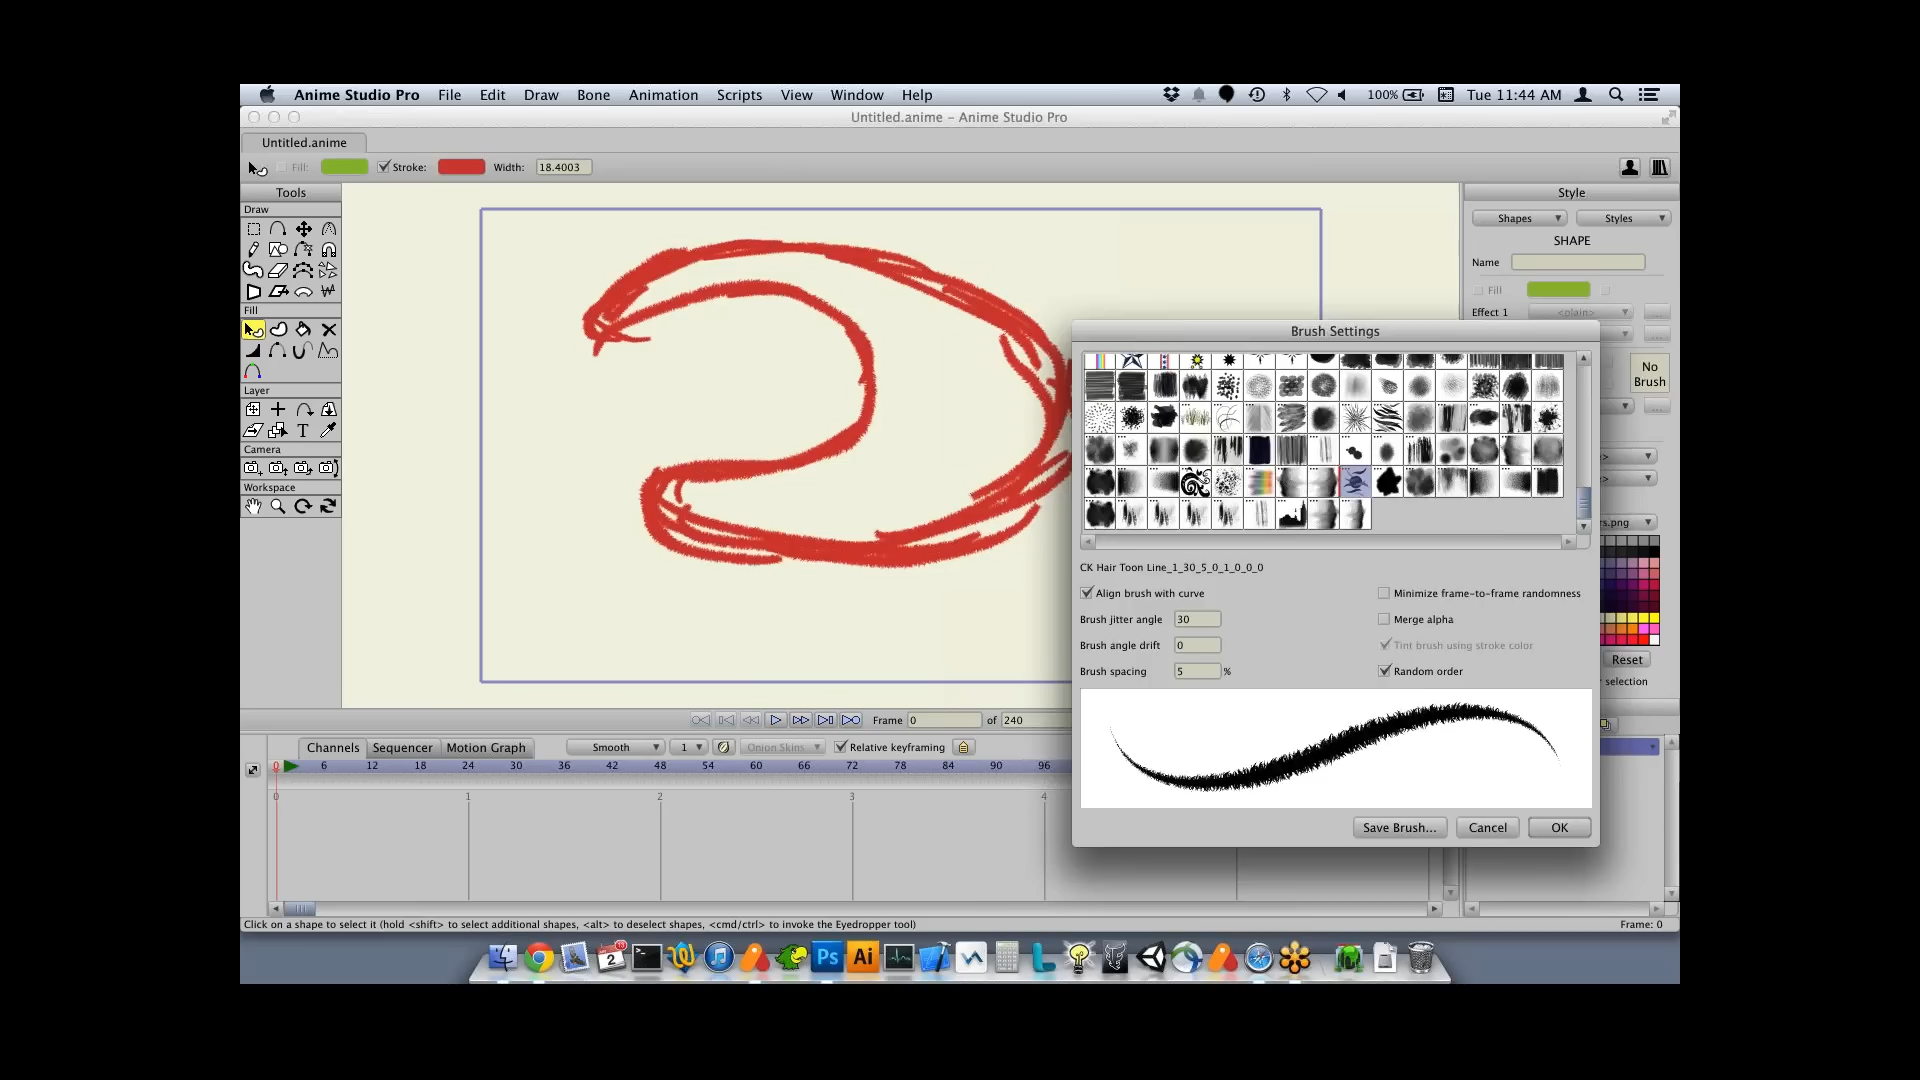 Anime Studio Pro File Edit Draw Bone Animation Scripts View Window Help 100% Tue 11:44 AM
Untitled.anime – Anime Studio Pro
Untitled.anime
Fill: Stroke: Width: 18.4003
Tools
Draw
Fill
Layer
T
Camera
Workspace
Style
Shapes Styles
SHAPE
Name
Fill
Effect 1 <plain> ...
No
Brush
Brush Settings
CK Hair Toon Line_1_30_5_0_1_0_0_0
Align brush with curve Minimize frame-to-frame randomness
Brush jitter angle 30 Merge alpha
Brush angle drift 0 Tint brush using stroke color
Brush spacing 5 % Random order
Save Brush... Cancel OK
rs.png
Reset
selection
Frame 0 of 240
Channels Sequencer Motion Graph Smooth 1 Onion Skins Relative keyframing
0 6 12 18 24 30 36 42 48 54 60 66 72 78 84 90 96
0 1 2 3 4
Click on a shape to select it (hold <shift> to select additional shapes, <alt> to deselect shapes, <cmd/ctrl> to invoke the Eyedropper tool) Frame: 0
2 Ps Ai